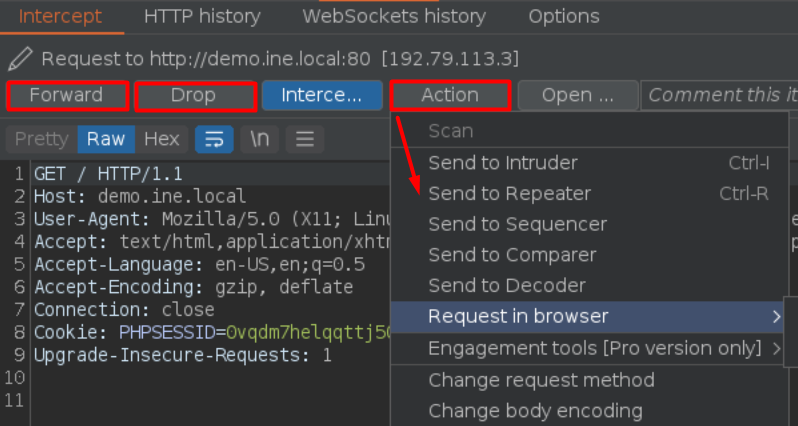 Intercept HTTP history WebSockets history Options
Request to http://demo.ine.local:80 [192.79.113.3]
Forward Drop Interce... Action Open ... Comment this it
Pretty Raw Hex \n
Scan
Send to Intruder Ctrl-I
Send to Repeater Ctrl-R
Send to Sequencer
Send to Comparer
Send to Decoder
Request in browser
Engagement tools [Pro version only]
Change request method
Change body encoding
1 GET / HTTP/1.1
2 Host: demo.ine.local
3 User-Agent: Mozilla/5.0 (X11; Linu
4 Accept: text/html,application/xhtm
5 Accept-Language: en-US,en;q=0.5
6 Accept-Encoding: gzip, deflate
7 Connection: close
8 Cookie: PHPSESSID=0vqdm7helqqttj5
9 Upgrade-Insecure-Requests: 1
10
11